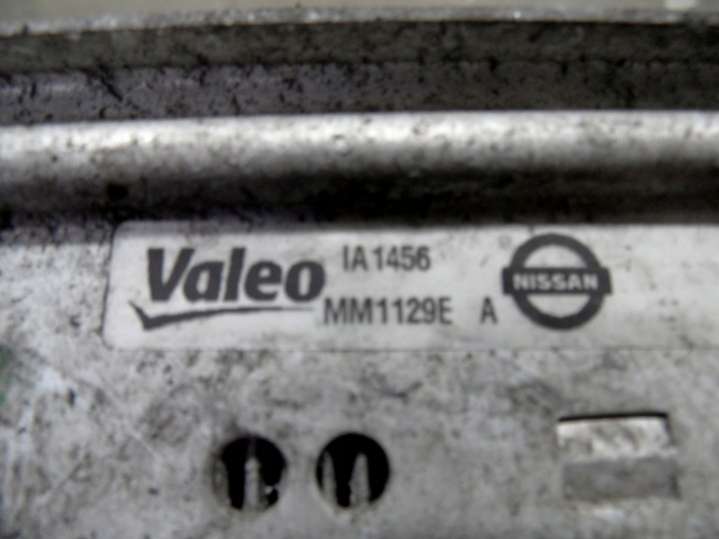 Valeo
IA1456
MM1129E A
NISSAN